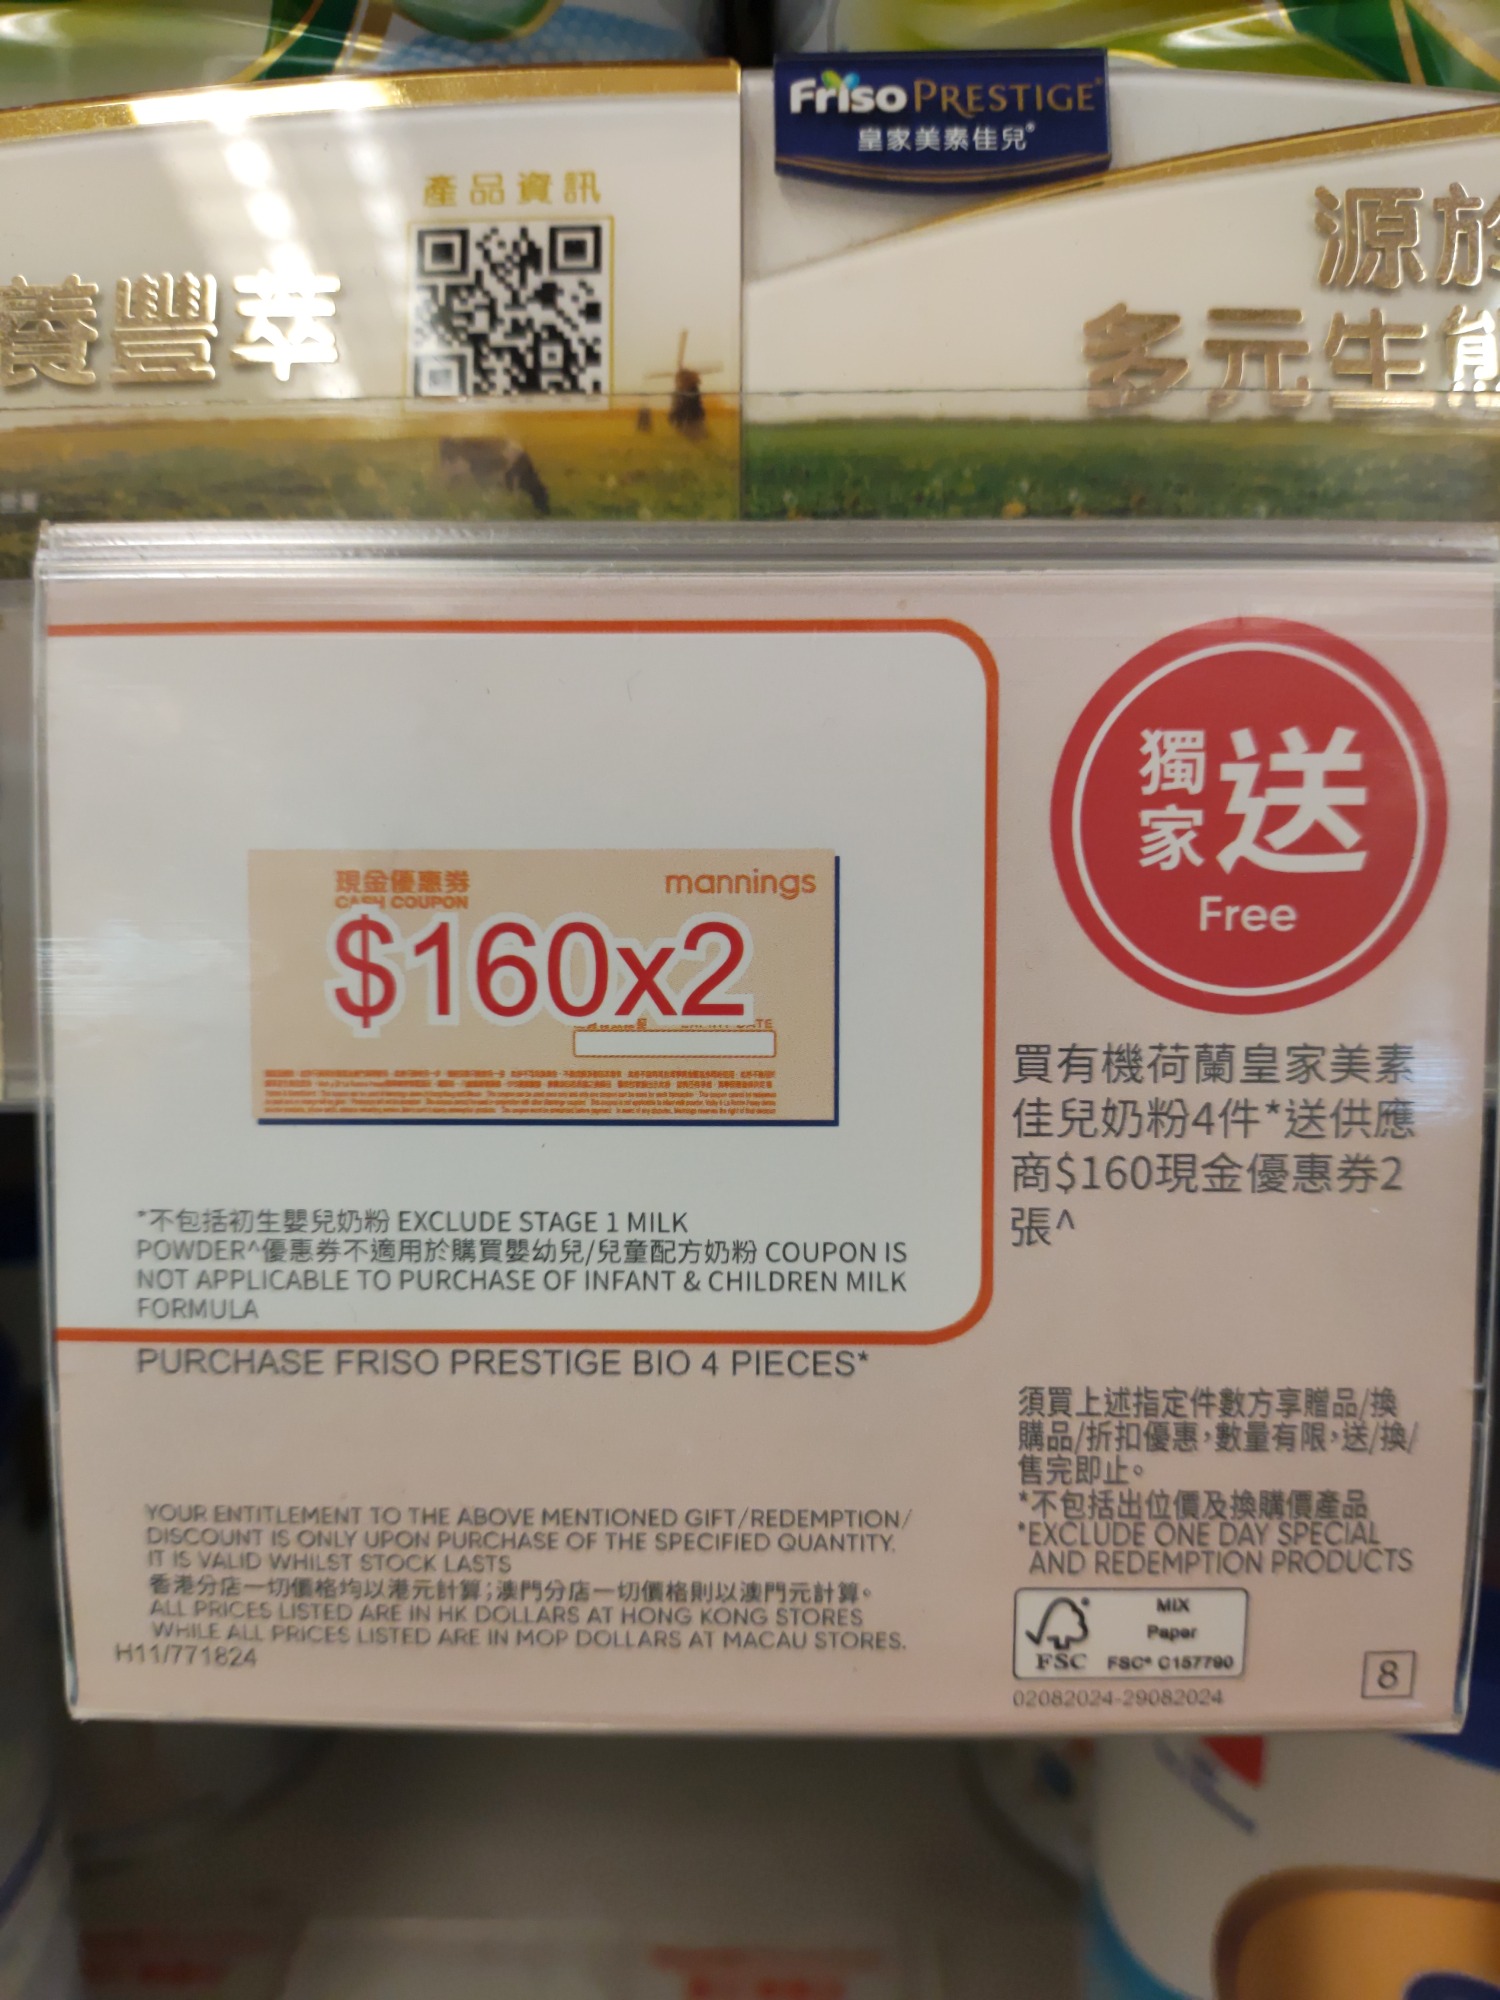 Friso PRESTIGE
皇家美素佳兒
產品資訊
養豐萃
源於
多元生態
獨家送
Free
現金優惠券
CASH COUPON
mannings
$160x2
買有機荷蘭皇家美素
佳兒奶粉4件*送供應
商$160現金優惠券2
張^
*不包括初生嬰兒奶粉 EXCLUDE STAGE 1 MILK
POWDER^優惠券不適用於購買嬰幼兒/兒童配方奶粉 COUPON IS
NOT APPLICABLE TO PURCHASE OF INFANT & CHILDREN MILK
FORMULA
PURCHASE FRISO PRESTIGE BIO 4 PIECES*
須買上述指定件數方享贈品/換
購品/折扣優惠，數量有限，送/換/
售完即止。
*不包括出位價及換購價產品
*EXCLUDE ONE DAY SPECIAL
AND REDEMPTION PRODUCTS
YOUR ENTITLEMENT TO THE ABOVE MENTIONED GIFT/REDEMPTION/
DISCOUNT IS ONLY UPON PURCHASE OF THE SPECIFIED QUANTITY.
IT IS VALID WHILST STOCK LASTS
香港分店一切價格均以港元計算；澳門分店一切價格則以澳門元計算。
ALL PRICES LISTED ARE IN HK DOLLARS AT HONG KONG STORES
WHILE ALL PRICES LISTED ARE IN MOP DOLLARS AT MACAU STORES.
H11/771824
MIX
Paper
FSC
FSC® C157790
02082024-29082024
8